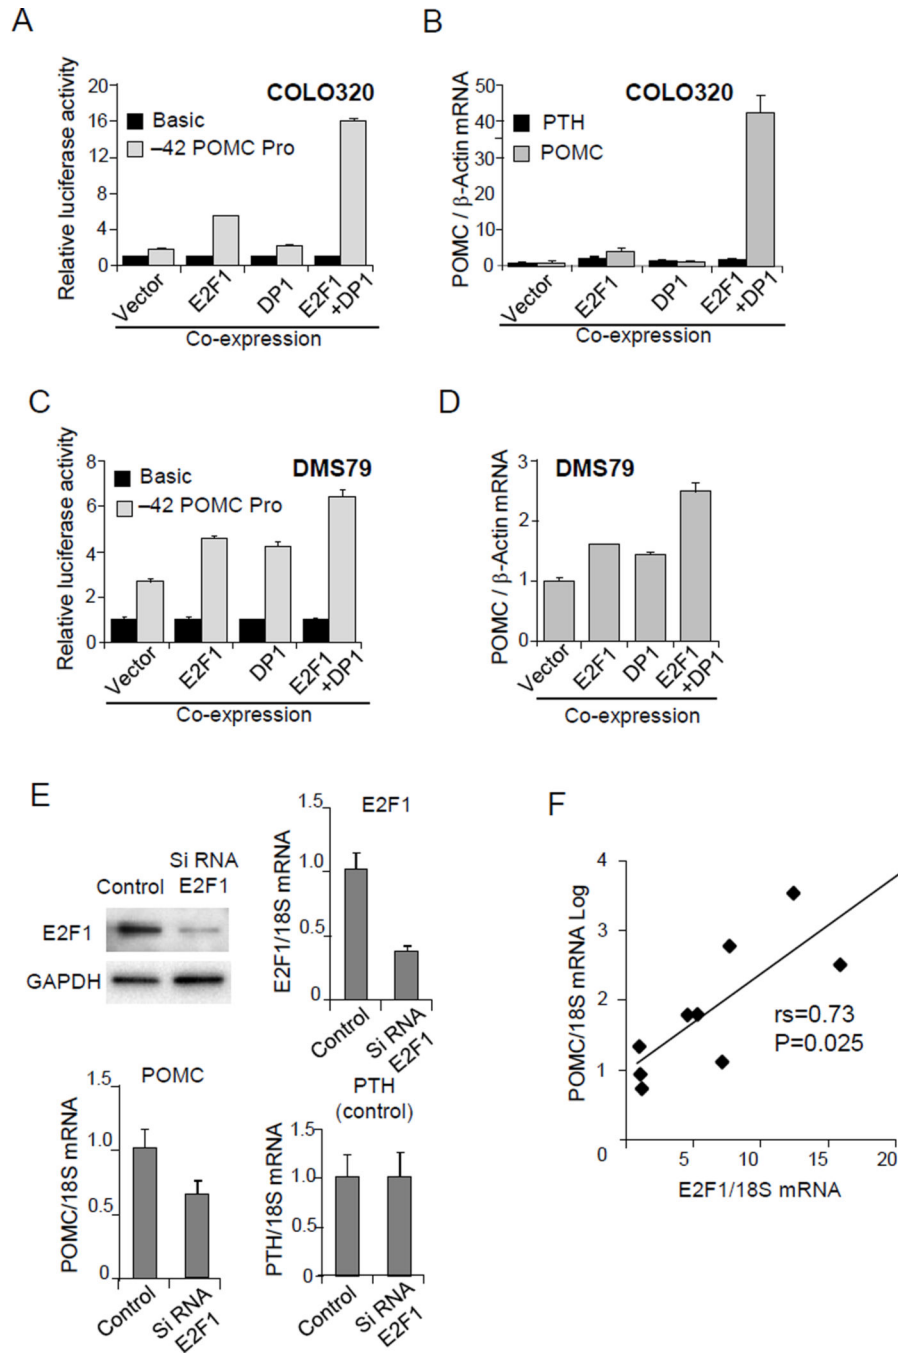 A
Relative luciferase activity
20
16
12
8
4
0
COLO320
Basic
–42 POMC Pro
Vector
E2F1
DP1
E2F1
+DP1
Co-expression
B
POMC / β-Actin mRNA
50
40
30
20
10
0
COLO320
PTH
POMC
Vector
E2F1
DP1
E2F1
+DP1
Co-expression
C
Relative luciferase activity
8
6
4
2
0
DMS79
Basic
–42 POMC Pro
Vector
E2F1
DP1
E2F1
+DP1
Co-expression
D
POMC / β-Actin mRNA
3
2
1
0
DMS79
Vector
E2F1
DP1
E2F1
+DP1
Co-expression
E
Si RNA
Control E2F1
E2F1
GAPDH
E2F1
E2F1/18S mRNA
1.5
1.0
0.5
0
Control
Si RNA
E2F1
POMC
POMC/18S mRNA
1.5
1.0
0.5
0
Control
Si RNA
E2F1
PTH
(control)
PTH/18S mRNA
1.5
1.0
0.5
0
Control
Si RNA
E2F1
F
POMC/18S mRNA Log
4
3
2
1
0
5 10 15 20
rs=0.73
P=0.025
E2F1/18S mRNA